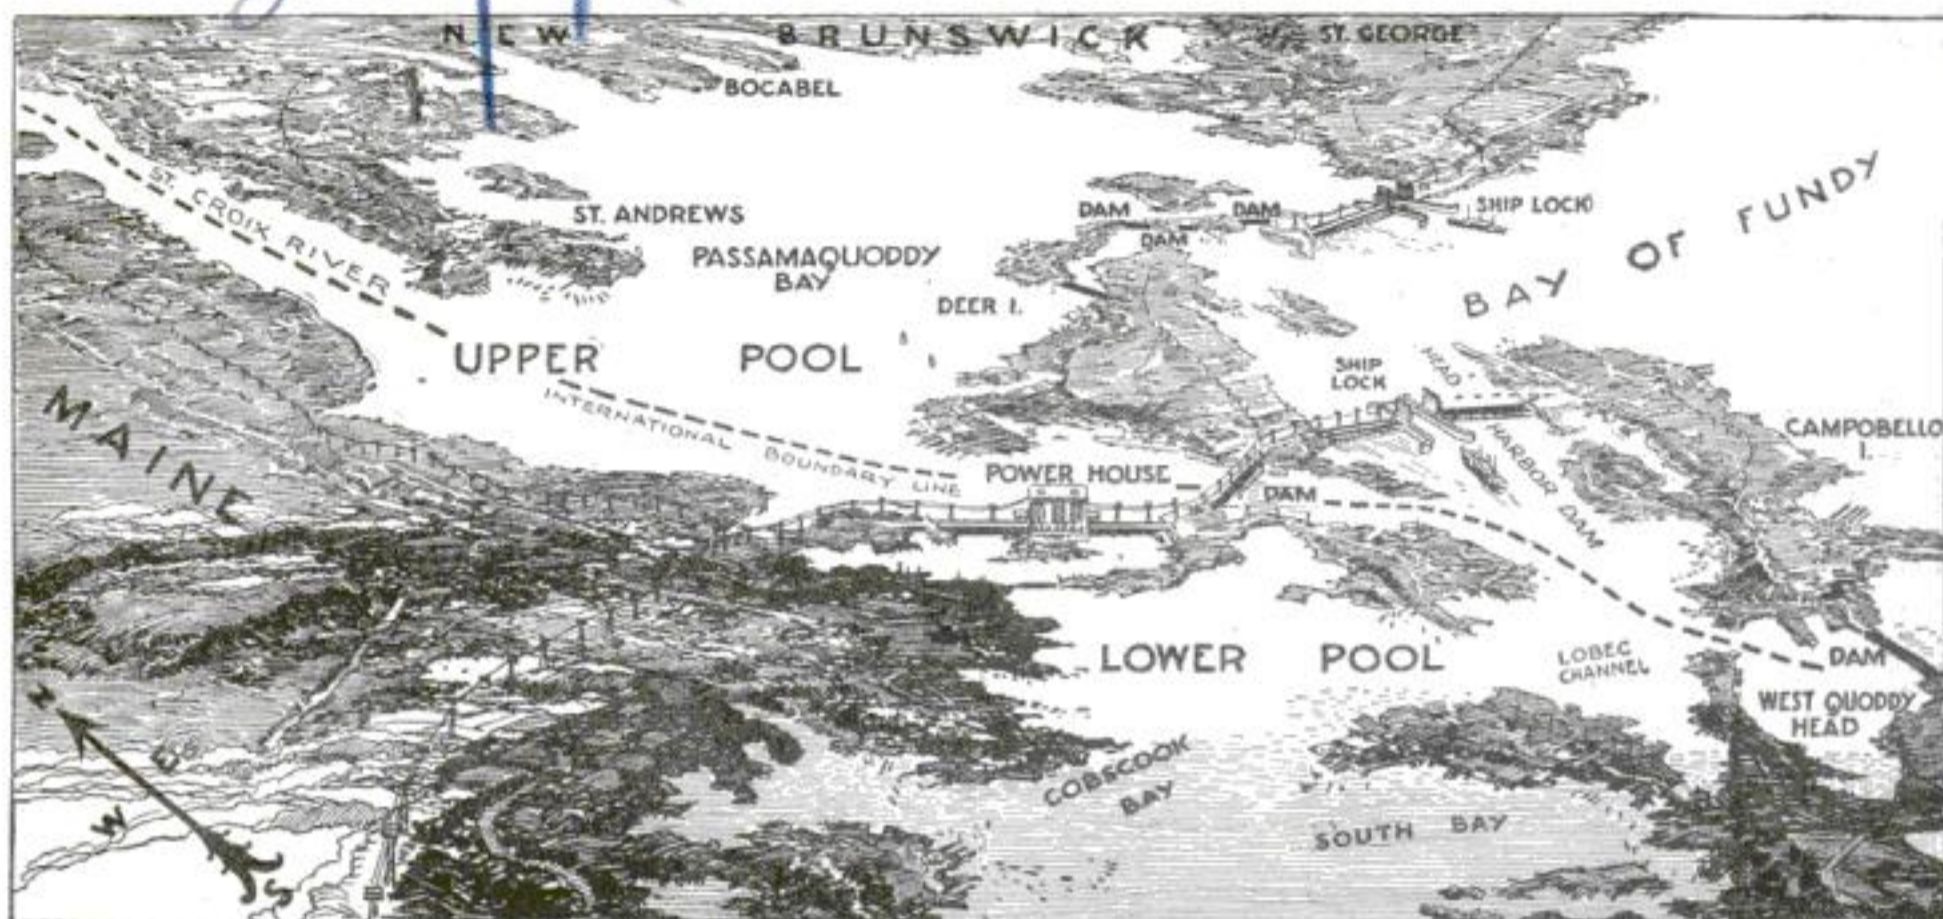 NEW BRUNSWICK
ST. GEORGE
BOCABEL
ST. CROIX RIVER
ST. ANDREWS
DAM
DAM
DAM
SHIP LOCK
PASSAMAQUODDY
BAY
BAY OF FUNDY
DEER I.
UPPER POOL
SHIP
LOCK
HEAD HARBOR DAM
INTERNATIONAL BOUNDARY LINE
MAINE
CAMPOBELLO
I.
POWER HOUSE
DAM
LOWER POOL
LOBEC
CHANNEL
DAM
WEST QUODDY
HEAD
COBSCOOK
BAY
SOUTH BAY
N
E
W
S